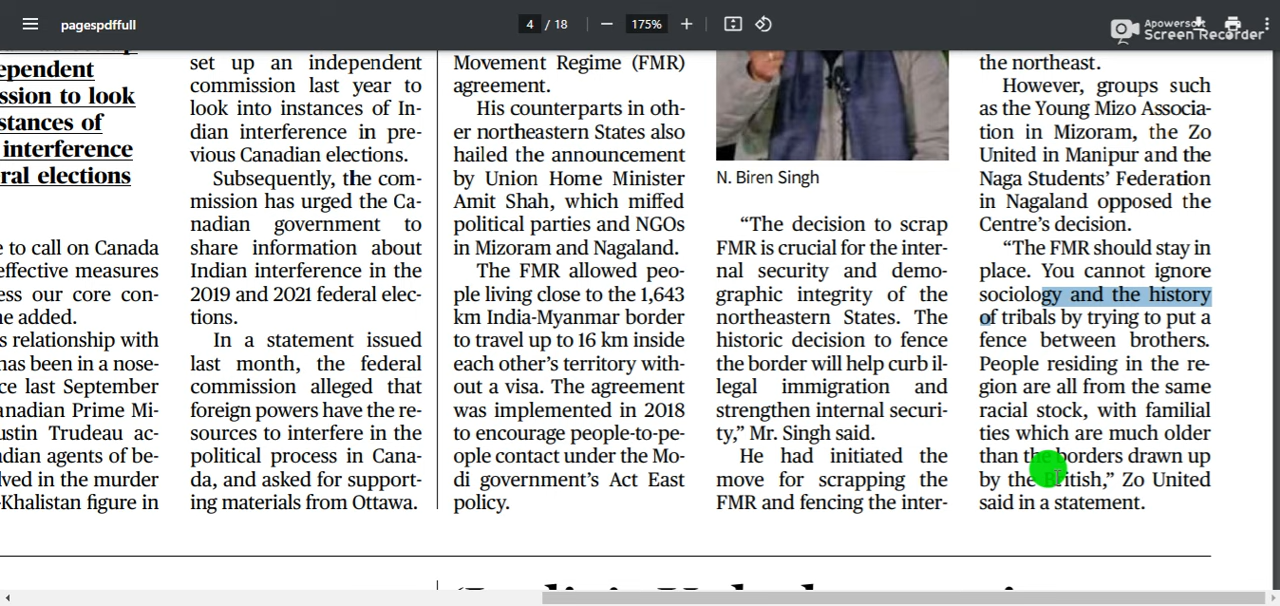 pagespdffull
4 / 18
175%
Apowersoft
Screen Recorder
ependent
ssion to look
stances of
interference
ral elections
e to call on Canada
effective measures
ess our core con-
he added.
s relationship with
has been in a nose-
ce last September
anadian Prime Mi-
ustin Trudeau ac-
dian agents of be-
lved in the murder
-Khalistan figure in
set up an independent
commission last year to
look into instances of In-
dian interference in pre-
vious Canadian elections.
Subsequently, the com-
mission has urged the Ca-
nadian government to
share information about
Indian interference in the
2019 and 2021 federal elec-
tions.
In a statement issued
last month, the federal
commission alleged that
foreign powers have the re-
sources to interfere in the
political process in Cana-
da, and asked for support-
ing materials from Ottawa.
Movement Regime (FMR)
agreement.
His counterparts in oth-
er northeastern States also
hailed the announcement
by Union Home Minister
Amit Shah, which miffed
political parties and NGOs
in Mizoram and Nagaland.
The FMR allowed peo-
ple living close to the 1,643
km India-Myanmar border
to travel up to 16 km inside
each other’s territory with-
out a visa. The agreement
was implemented in 2018
to encourage people-to-pe-
ople contact under the Mo-
di government’s Act East
policy.
N. Biren Singh
“The decision to scrap
FMR is crucial for the inter-
nal security and demo-
graphic integrity of the
northeastern States. The
historic decision to fence
the border will help curb il-
legal immigration and
strengthen internal securi-
ty,” Mr. Singh said.
He had initiated the
move for scrapping the
FMR and fencing the inter-
the northeast.
However, groups such
as the Young Mizo Associa-
tion in Mizoram, the Zo
United in Manipur and the
Naga Students’ Federation
in Nagaland opposed the
Centre’s decision.
“The FMR should stay in
place. You cannot ignore
sociology and the history
of tribals by trying to put a
fence between brothers.
People residing in the re-
gion are all from the same
racial stock, with familial
ties which are much older
than the borders drawn up
by the British,” Zo United
said in a statement.